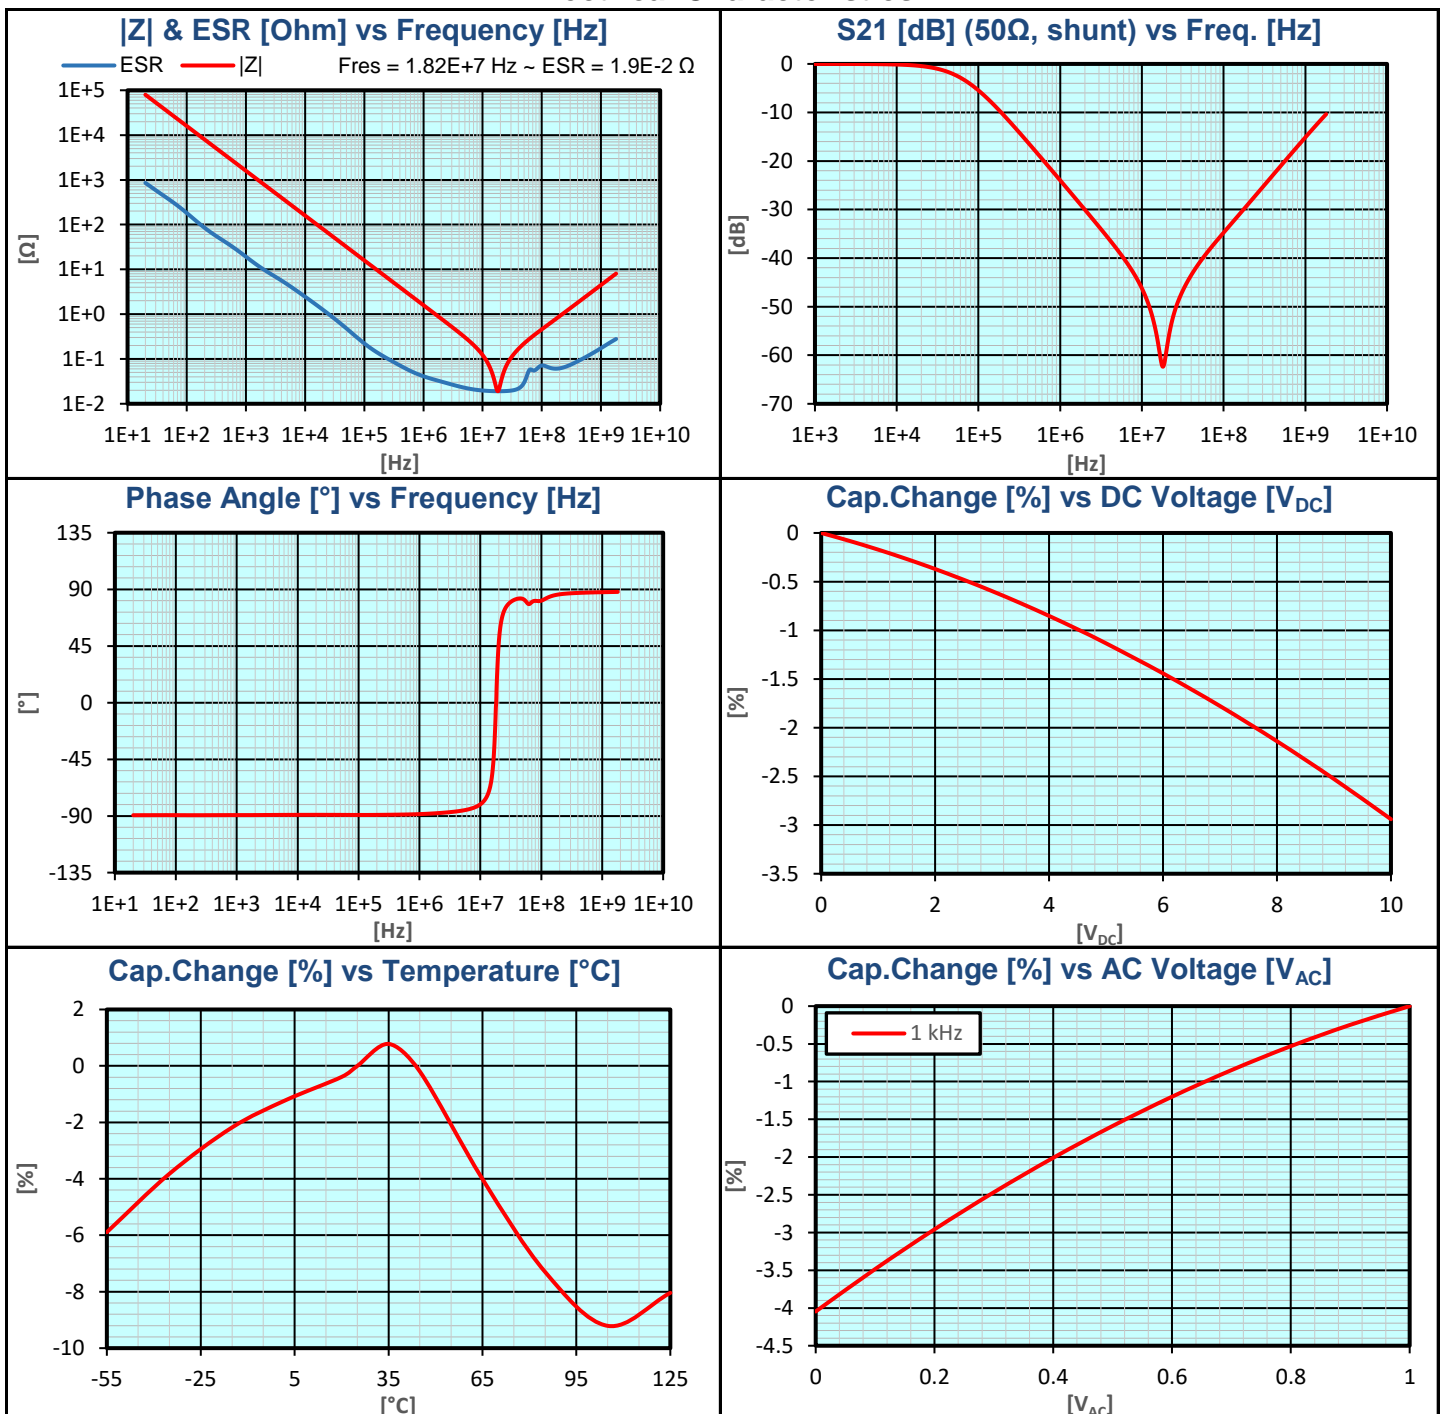 |Z| & ESR [Ohm] vs Frequency [Hz]
ESR |Z| Fres = 1.82E+7 Hz ~ ESR = 1.9E-2 Ω
1E+5
1E+4
1E+3
1E+2
1E+1
1E+0
1E-1
1E-2
[Ω]
1E+1 1E+2 1E+3 1E+4 1E+5 1E+6 1E+7 1E+8 1E+9 1E+10
[Hz]
S21 [dB] (50Ω, shunt) vs Freq. [Hz]
0
-10
-20
-30
-40
-50
-60
-70
[dB]
1E+3 1E+4 1E+5 1E+6 1E+7 1E+8 1E+9 1E+10
[Hz]
Phase Angle [°] vs Frequency [Hz]
135
90
45
0
-45
-90
-135
[°]
1E+1 1E+2 1E+3 1E+4 1E+5 1E+6 1E+7 1E+8 1E+9 1E+10
[Hz]
Cap.Change [%] vs DC Voltage [VDC]
0
-0.5
-1
-1.5
-2
-2.5
-3
-3.5
[%]
0 2 4 6 8 10
[VDC]
Cap.Change [%] vs Temperature [°C]
2
0
-2
-4
-6
-8
-10
[%]
-55 -25 5 35 65 95 125
[°C]
Cap.Change [%] vs AC Voltage [VAC]
1 kHz
0
-0.5
-1
-1.5
-2
-2.5
-3
-3.5
-4
-4.5
[%]
0 0.2 0.4 0.6 0.8 1
[VAC]